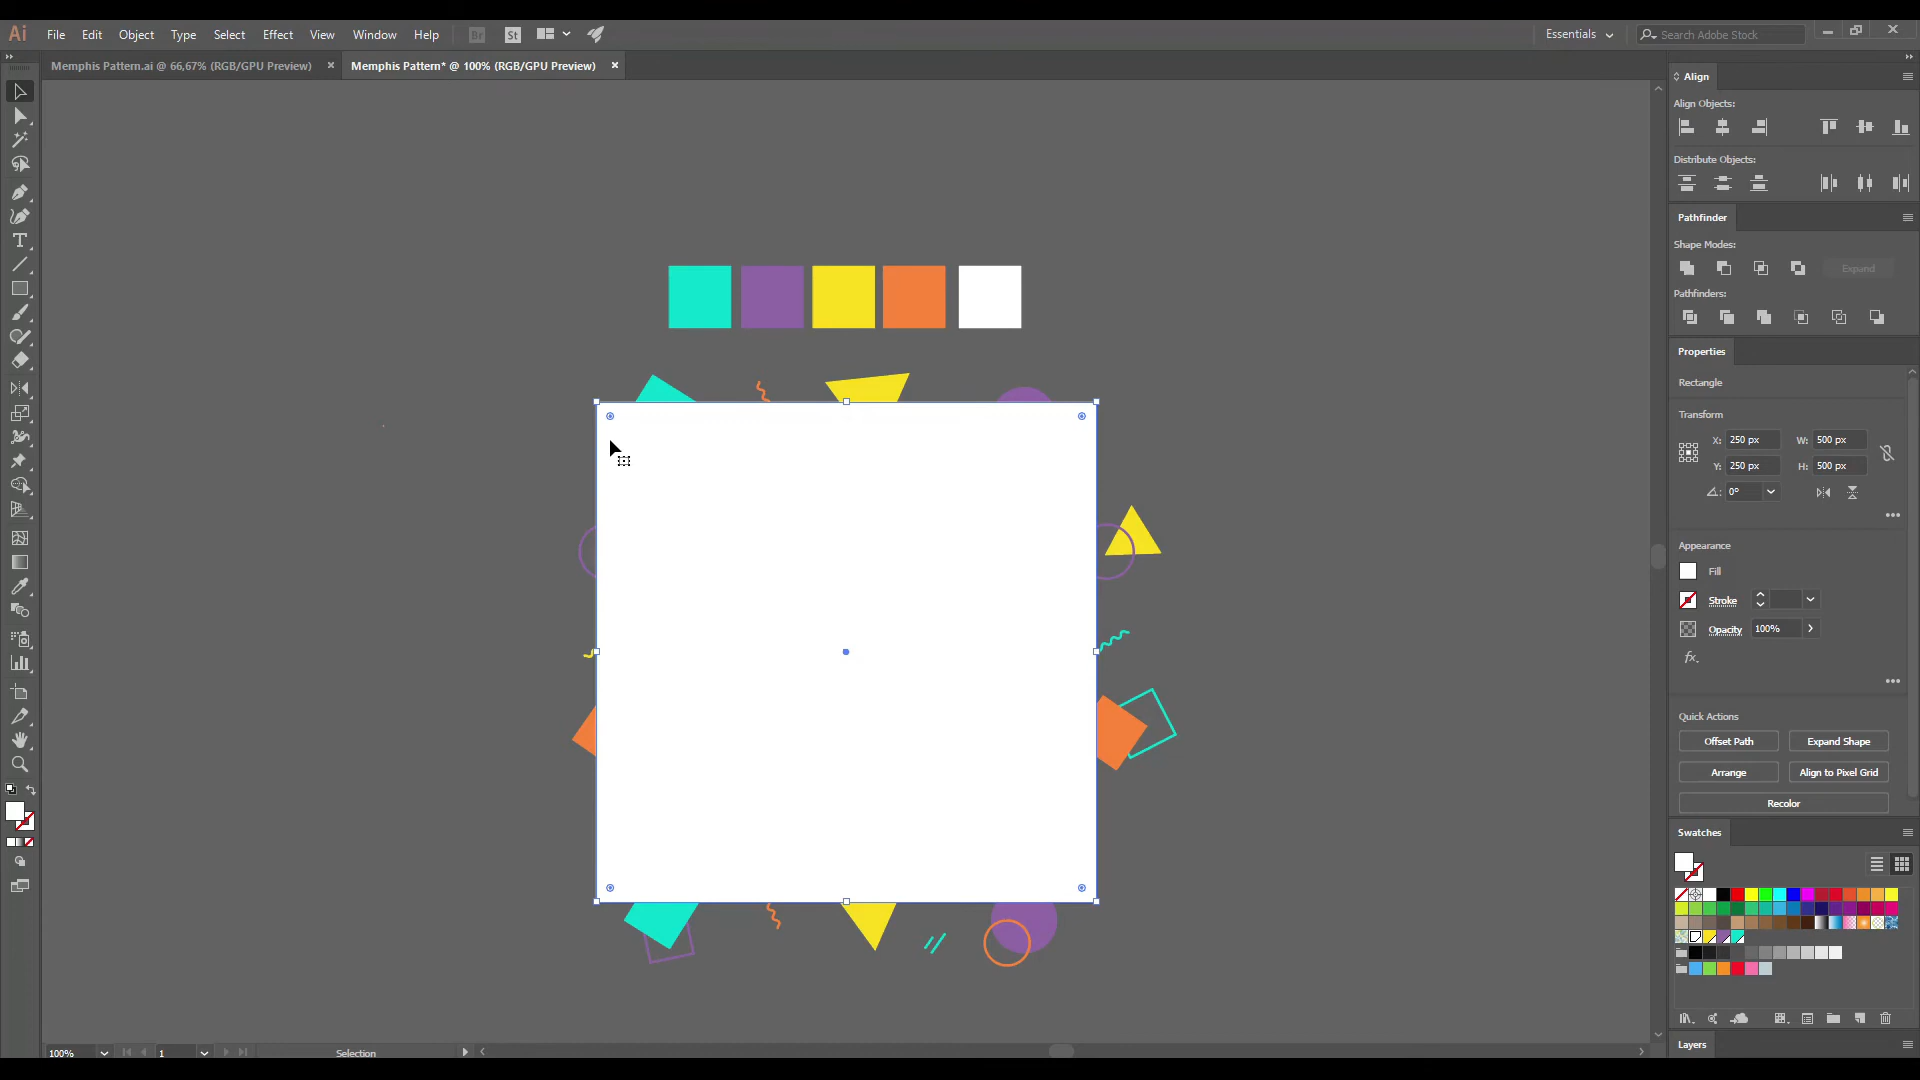 Ai File Edit Object Type Select Effect View Window Help Br St Essentials Search Adobe Stock
Memphis Pattern.ai @ 66,67% (RGB/GPU Preview) × Memphis Pattern* @ 100% (RGB/GPU Preview) ×
Align
Align Objects:
Distribute Objects:
Pathfinder
Shape Modes:
Expand
Pathfinders:
Properties
Rectangle
Transform
X: 250 px W: 500 px
Y: 250 px H: 500 px
0°
Appearance
Fill
Stroke
Opacity 100%
fx.
Quick Actions
Offset Path Expand Shape
Arrange Align to Pixel Grid
Recolor
Swatches
Layers
100% 1 Selection